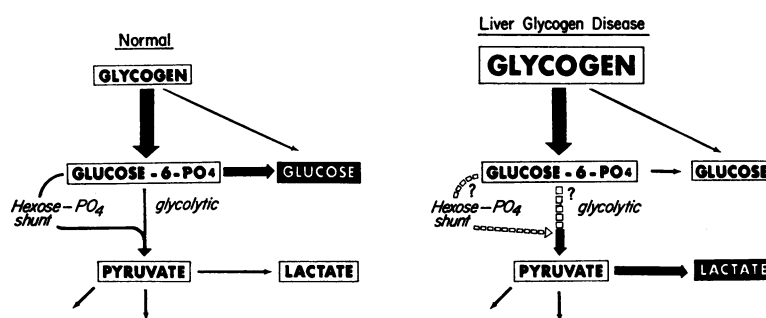 Normal
GLYCOGEN
GLUCOSE - 6 - PO4
GLUCOSE
Hexose-PO4
shunt
glycolytic
PYRUVATE
LACTATE
Liver Glycogen Disease
GLYCOGEN
GLUCOSE - 6 - PO4
GLUCOSE
?
?
Hexose-PO4
shunt
glycolytic
PYRUVATE
LACTATE